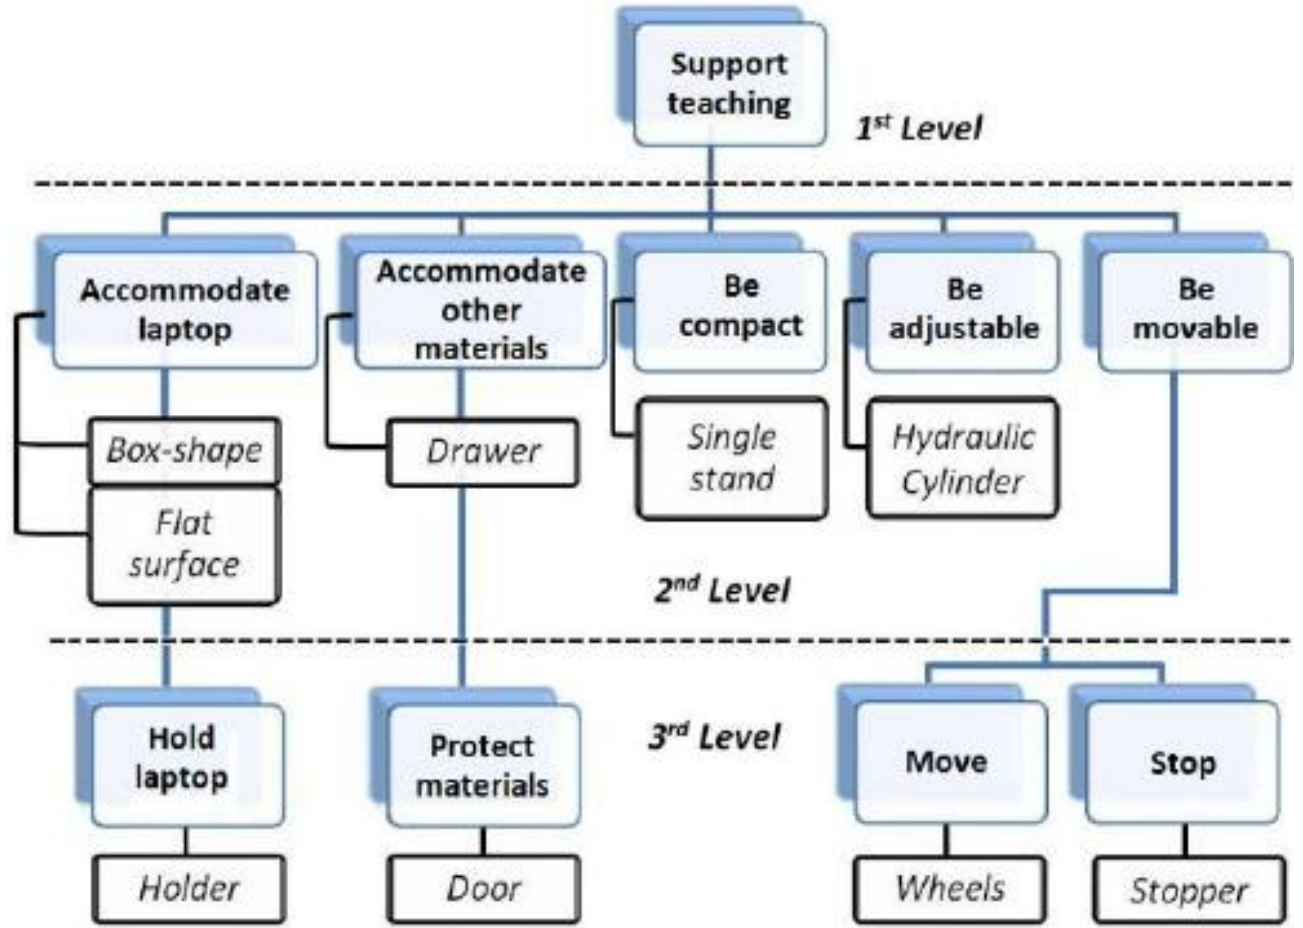 Support
teaching
1st Level
Accommodate
laptop
Accommodate
other
materials
Be
compact
Be
adjustable
Be
movable
Box-shape
Flat
surface
Drawer
Single
stand
Hydraulic
Cylinder
2nd Level
Hold
laptop
Protect
materials
3rd Level
Move
Stop
Holder
Door
Wheels
Stopper